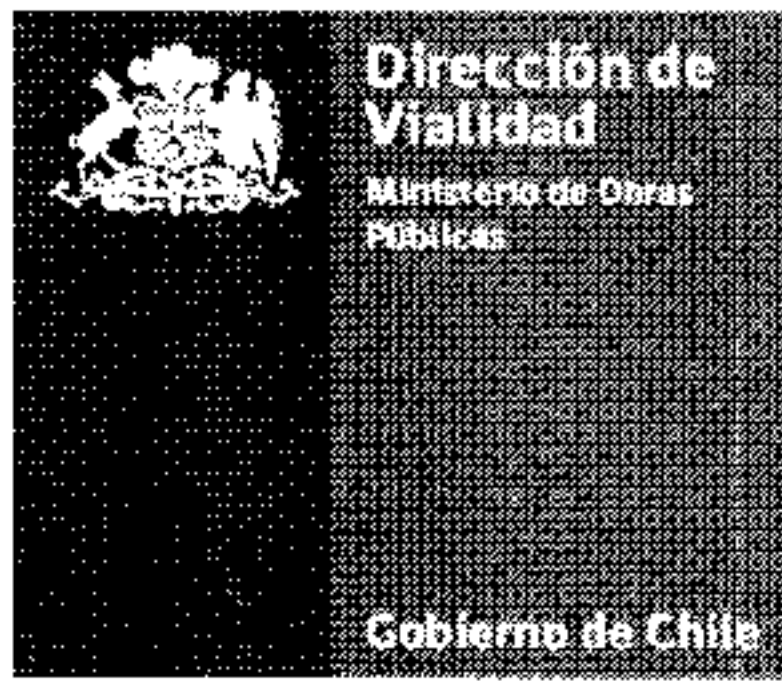 Dirección de
Vialidad
Ministerio de Obras
Públicas
Gobierno de Chile